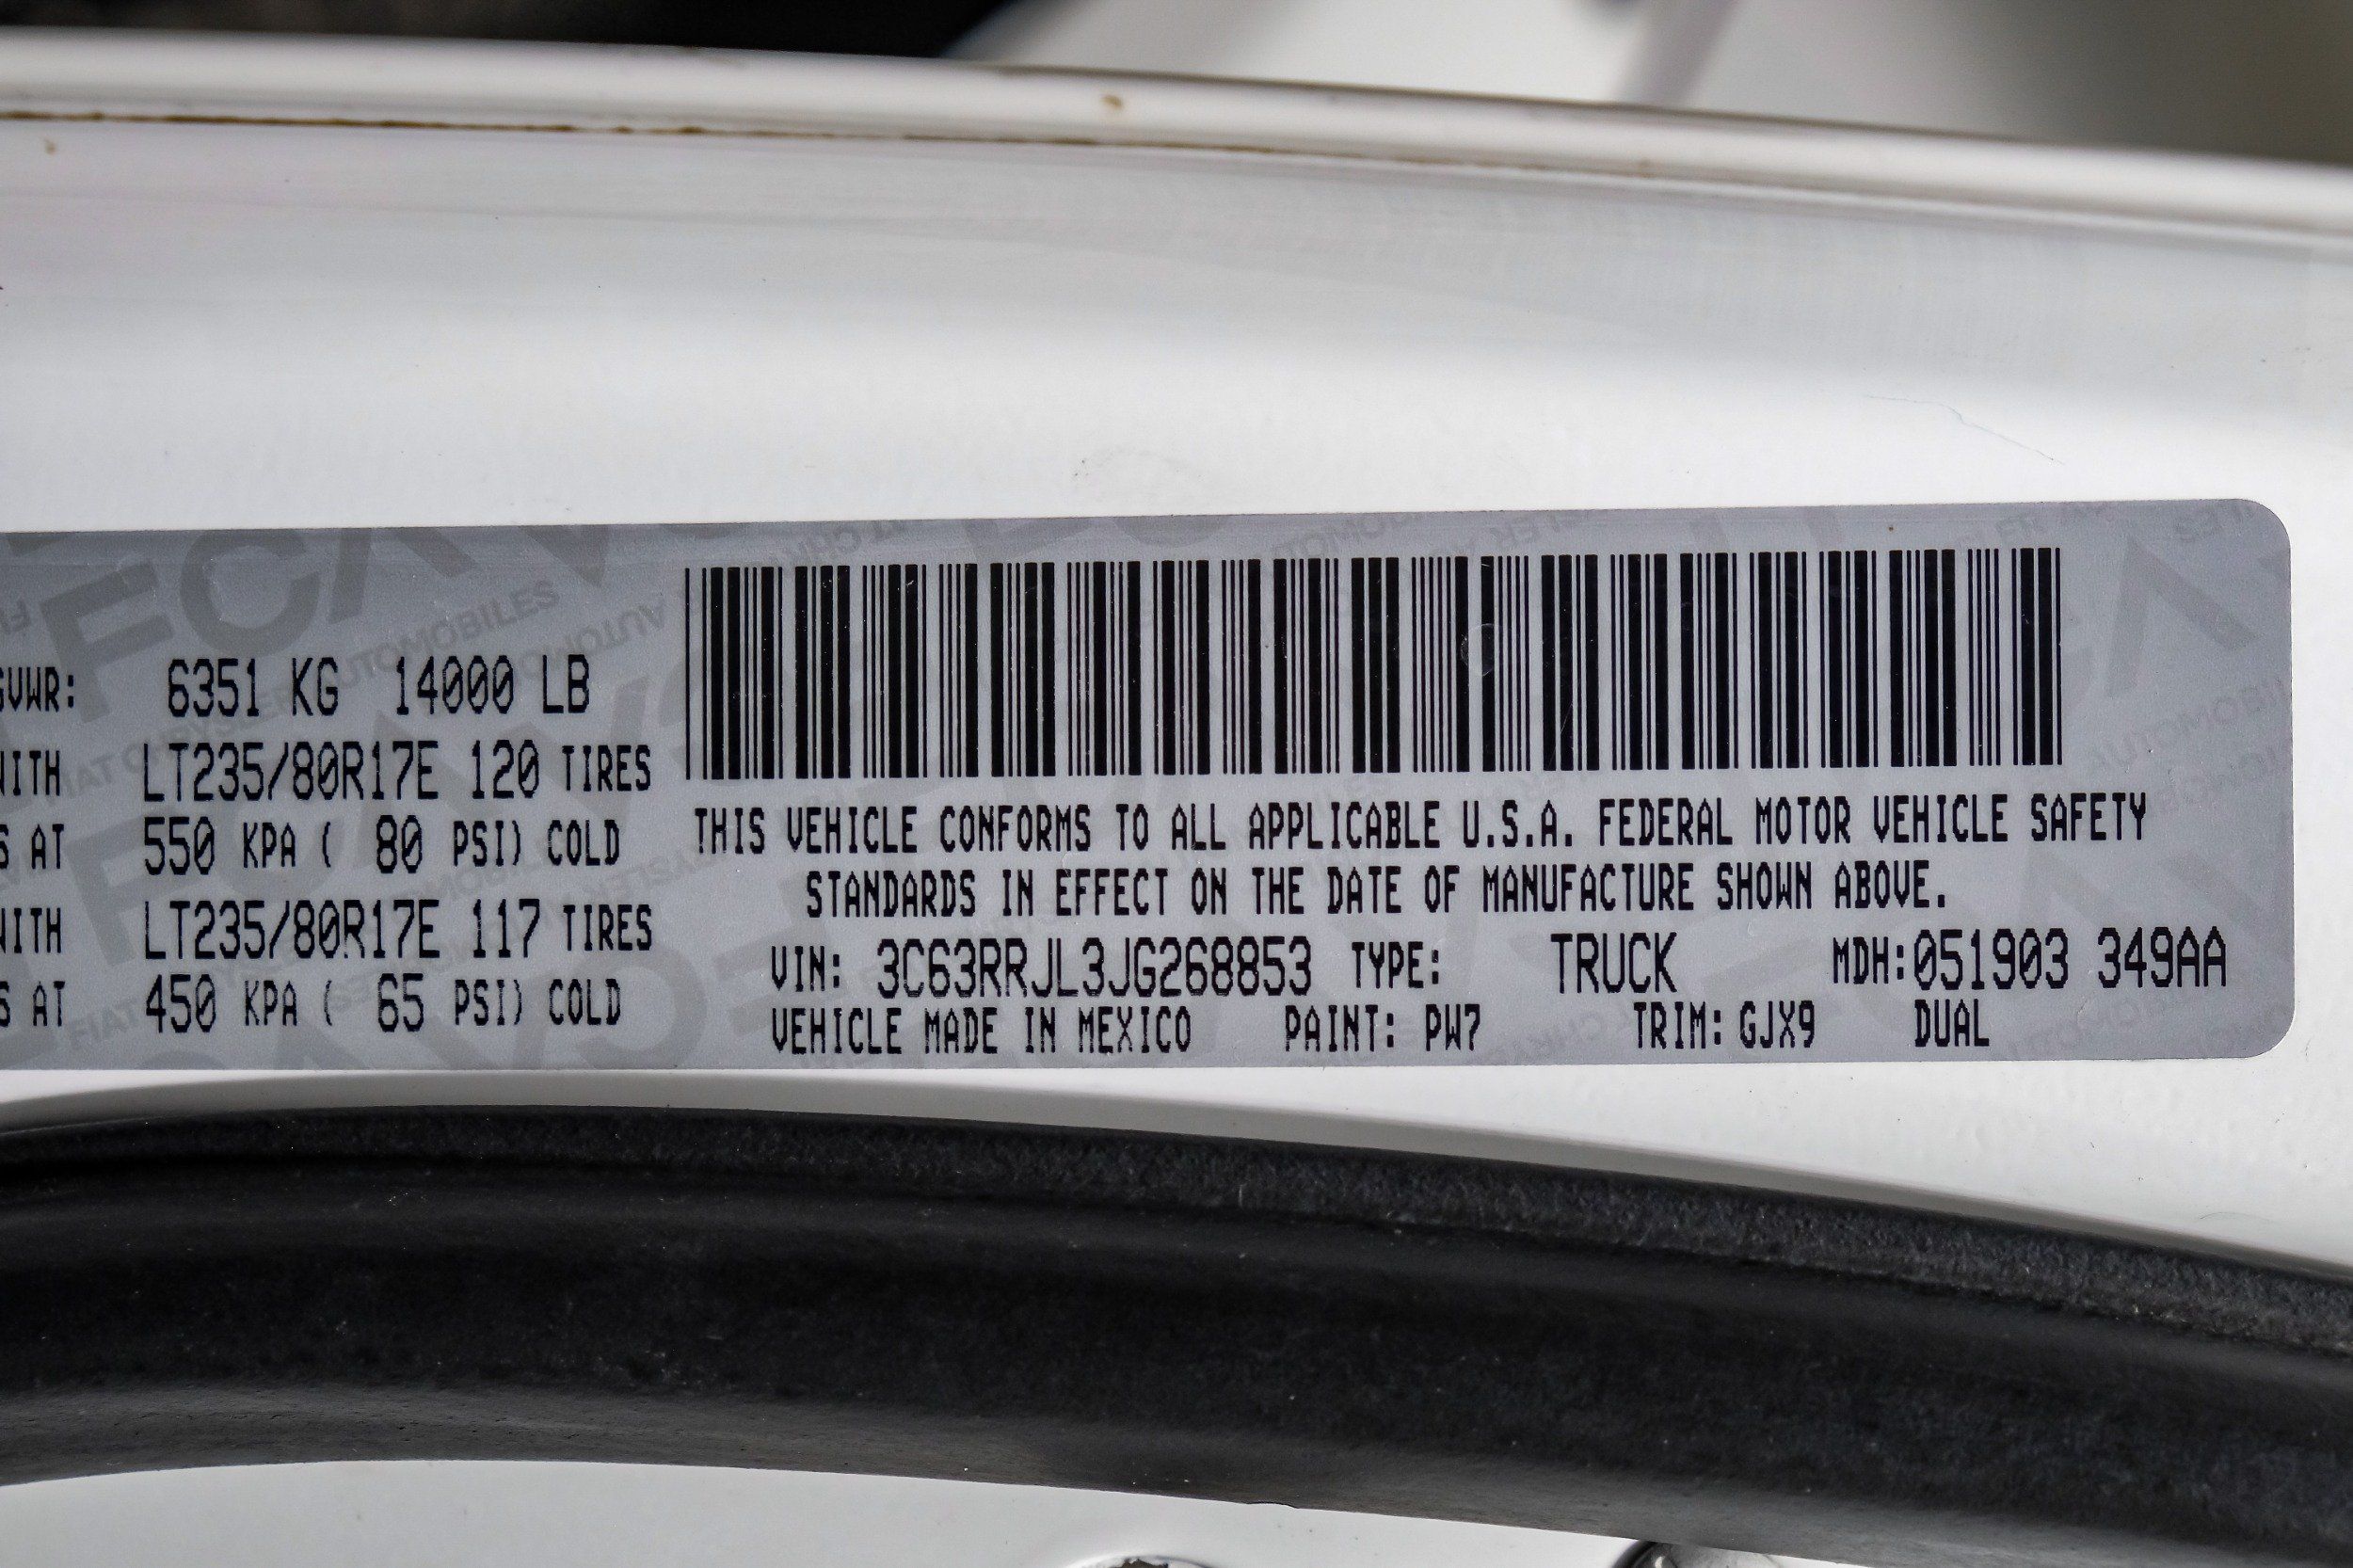 GVWR: 6351 KG 14000 LB
WITH LT235/80R17E 120 TIRES
S AT 550 KPA ( 80 PSI) COLD
WITH LT235/80R17E 117 TIRES
S AT 450 KPA ( 65 PSI) COLD
THIS VEHICLE CONFORMS TO ALL APPLICABLE U.S.A. FEDERAL MOTOR VEHICLE SAFETY
STANDARDS IN EFFECT ON THE DATE OF MANUFACTURE SHOWN ABOVE.
VIN: 3C63RRJL3JG268853 TYPE: TRUCK MDH:051903 349AA
VEHICLE MADE IN MEXICO PAINT: PW7 TRIM: GJX9 DUAL